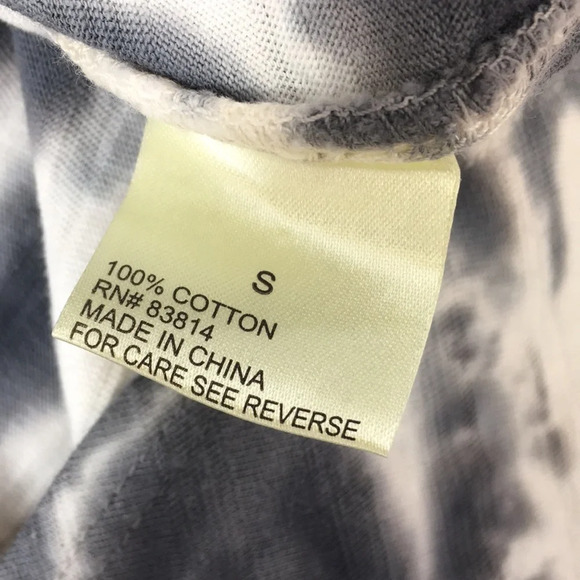 S
100% COTTON
RN# 83814
MADE IN CHINA
FOR CARE SEE REVERSE